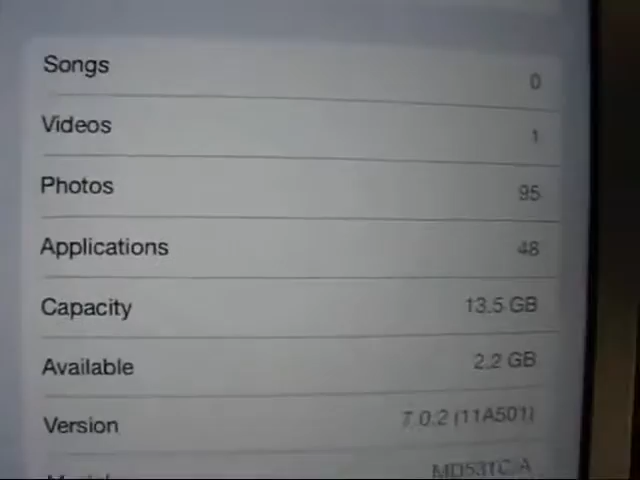 Songs 0
Videos 1
Photos 95
Applications 48
Capacity 13.5 GB
Available 2.2 GB
Version 7.0.2 (11A501)
Model